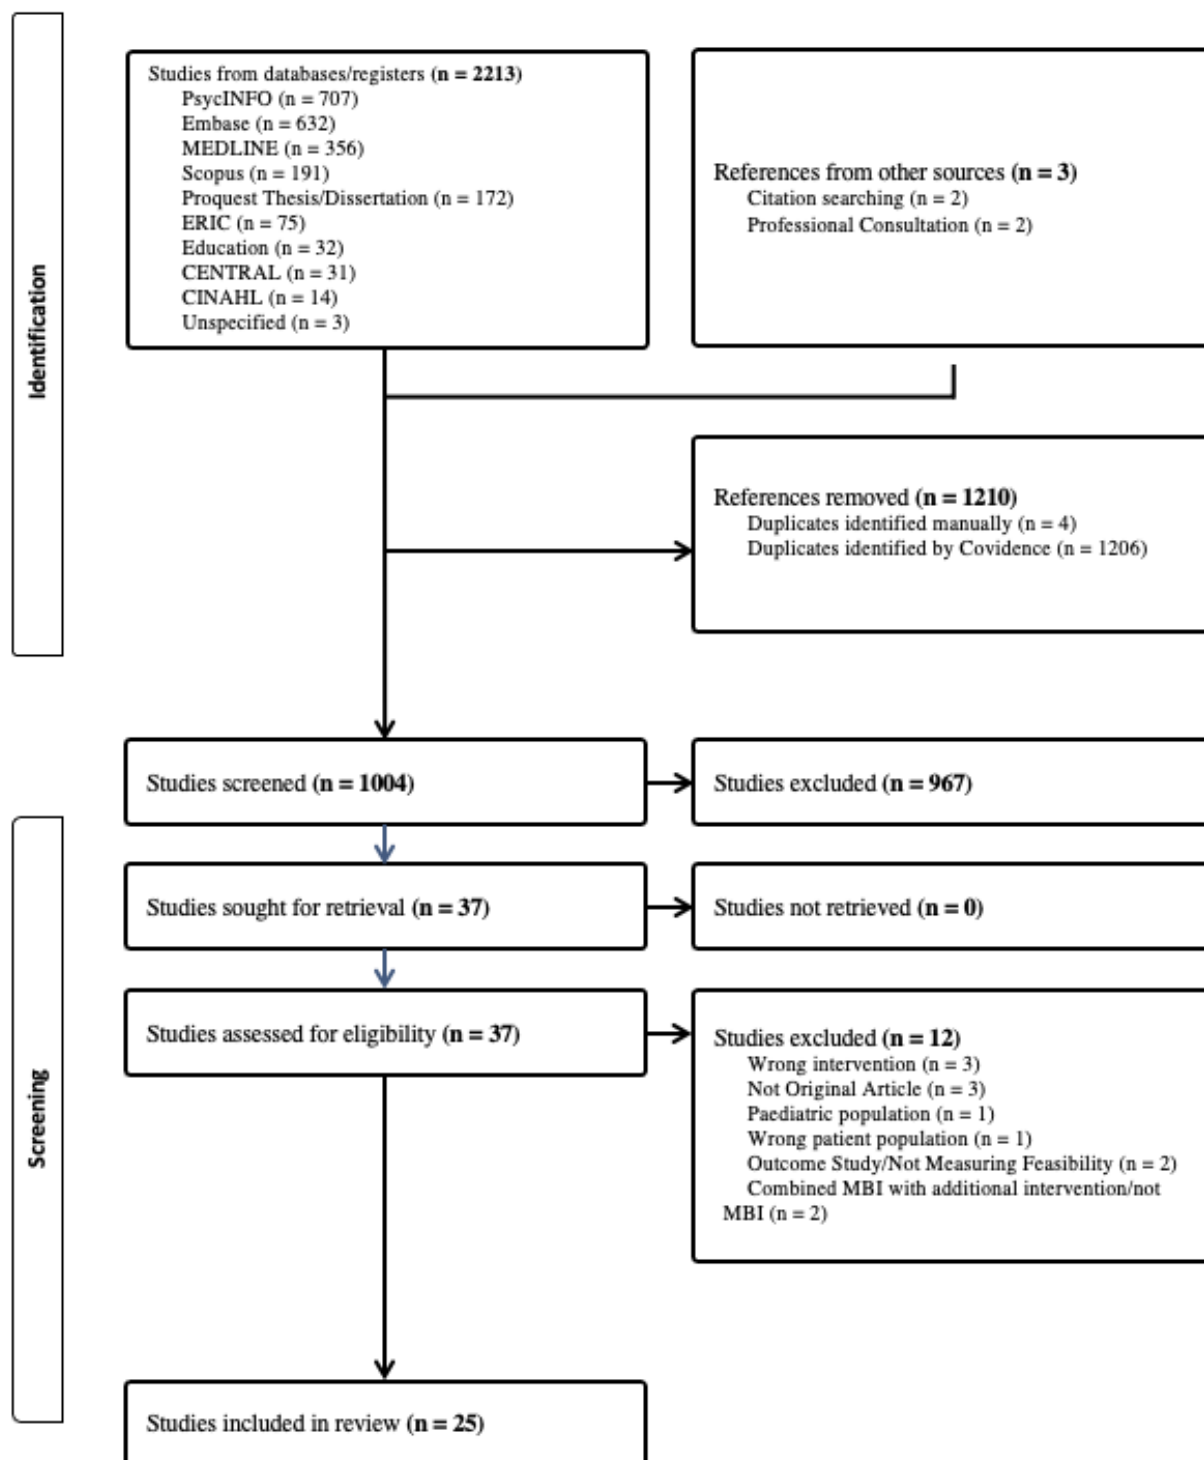 Identification
Studies from databases/registers (n = 2213)
PsycINFO (n = 707)
Embase (n = 632)
MEDLINE (n = 356)
Scopus (n = 191)
Proquest Thesis/Dissertation (n = 172)
ERIC (n = 75)
Education (n = 32)
CENTRAL (n = 31)
CINAHL (n = 14)
Unspecified (n = 3)
References from other sources (n = 3)
Citation searching (n = 2)
Professional Consultation (n = 2)
References removed (n = 1210)
Duplicates identified manually (n = 4)
Duplicates identified by Covidence (n = 1206)
Screening
Studies screened (n = 1004)
Studies excluded (n = 967)
Studies sought for retrieval (n = 37)
Studies not retrieved (n = 0)
Studies assessed for eligibility (n = 37)
Studies excluded (n = 12)
Wrong intervention (n = 3)
Not Original Article (n = 3)
Paediatric population (n = 1)
Wrong patient population (n = 1)
Outcome Study/Not Measuring Feasibility (n = 2)
Combined MBI with additional intervention/not
MBI (n = 2)
Studies included in review (n = 25)